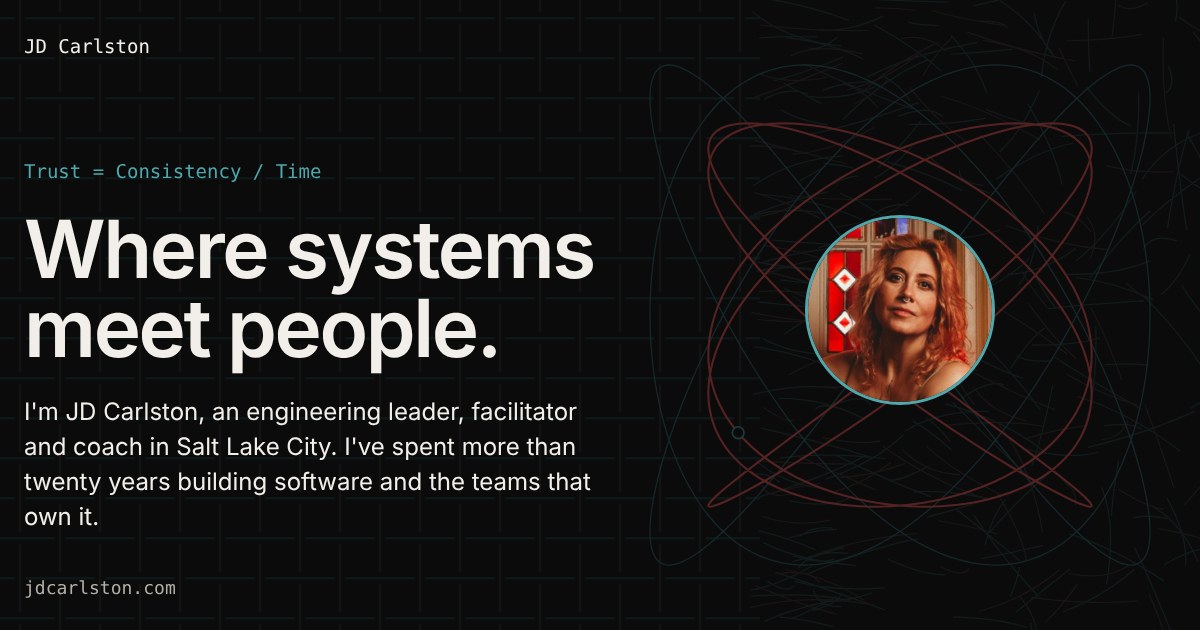 JD Carlston
Trust = Consistency / Time
Where systems
meet people.
I'm JD Carlston, an engineering leader, facilitator
and coach in Salt Lake City. I've spent more than
twenty years building software and the teams that
own it.
jdcarlston.com